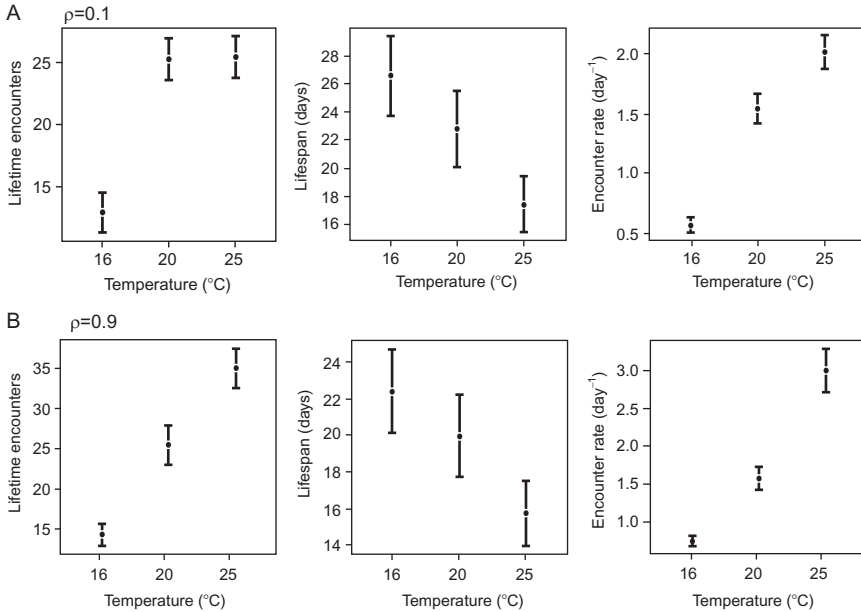 A
ρ=0.1
Lifetime encounters
25
20
15
16 20 25
Temperature (°C)
Lifespan (days)
28
26
24
22
20
18
16
16 20 25
Temperature (°C)
Encounter rate (day⁻¹)
2.0
1.5
1.0
0.5
16 20 25
Temperature (°C)
B
ρ=0.9
Lifetime encounters
35
30
25
20
15
16 20 25
Temperature (°C)
Lifespan (days)
24
22
20
18
16
14
16 20 25
Temperature (°C)
Encounter rate (day⁻¹)
3.0
2.5
2.0
1.5
1.0
16 20 25
Temperature (°C)